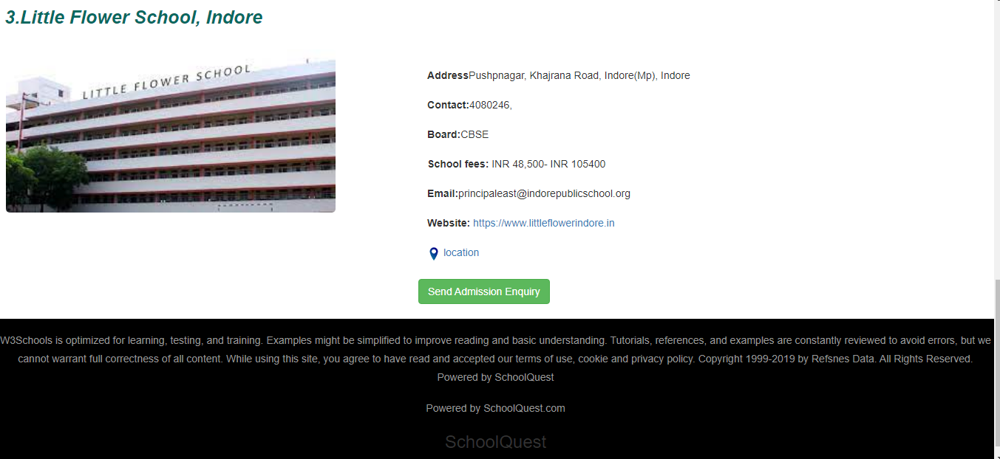 3.Little Flower School, Indore
LITTLE FLOWER SCHOOL
AddressPushpnagar, Khajrana Road, Indore(Mp), Indore
Contact:4080246,
Board:CBSE
School fees: INR 48,500- INR 105400
Email:principaleast@indorepublicschool.org
Website: https://www.littleflowerindore.in
location
Send Admission Enquiry
W3Schools is optimized for learning, testing, and training. Examples might be simplified to improve reading and basic understanding. Tutorials, references, and examples are constantly reviewed to avoid errors, but we
cannot warrant full correctness of all content. While using this site, you agree to have read and accepted our terms of use, cookie and privacy policy. Copyright 1999-2019 by Refsnes Data. All Rights Reserved.
Powered by SchoolQuest
Powered by SchoolQuest.com
SchoolQuest